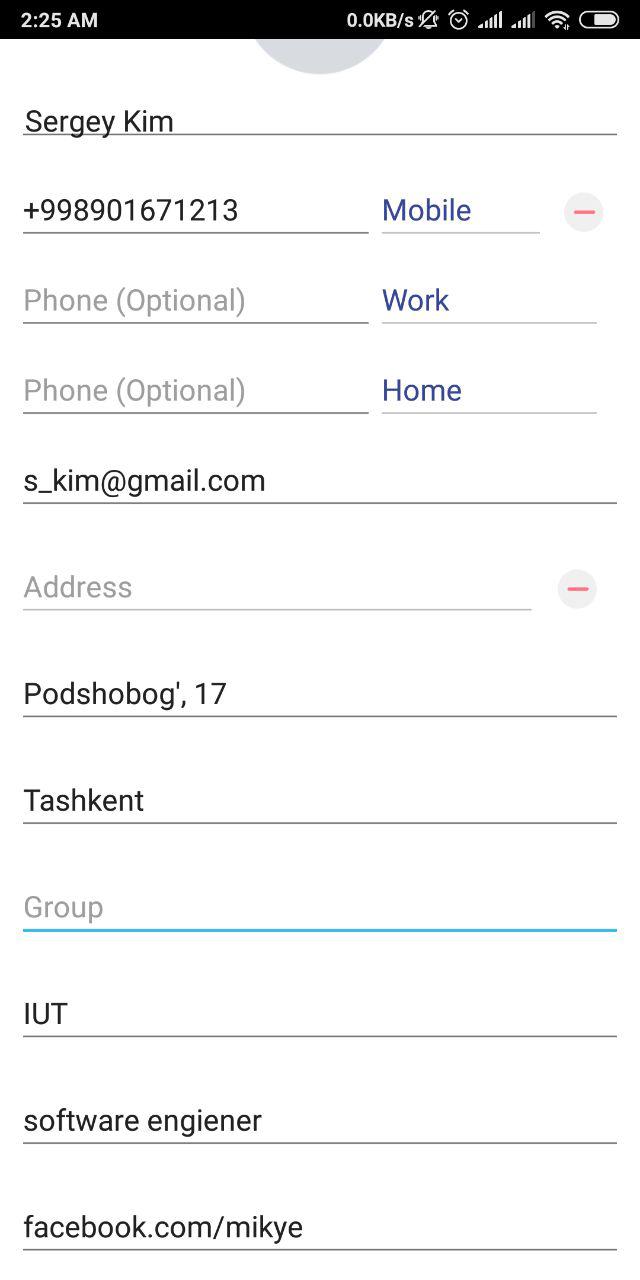 2:25 AM 0.0KB/s
Sergey Kim
+998901671213 Mobile
Phone (Optional) Work
Phone (Optional) Home
s_kim@gmail.com
Address
Podshobog', 17
Tashkent
Group
IUT
software engiener
facebook.com/mikye